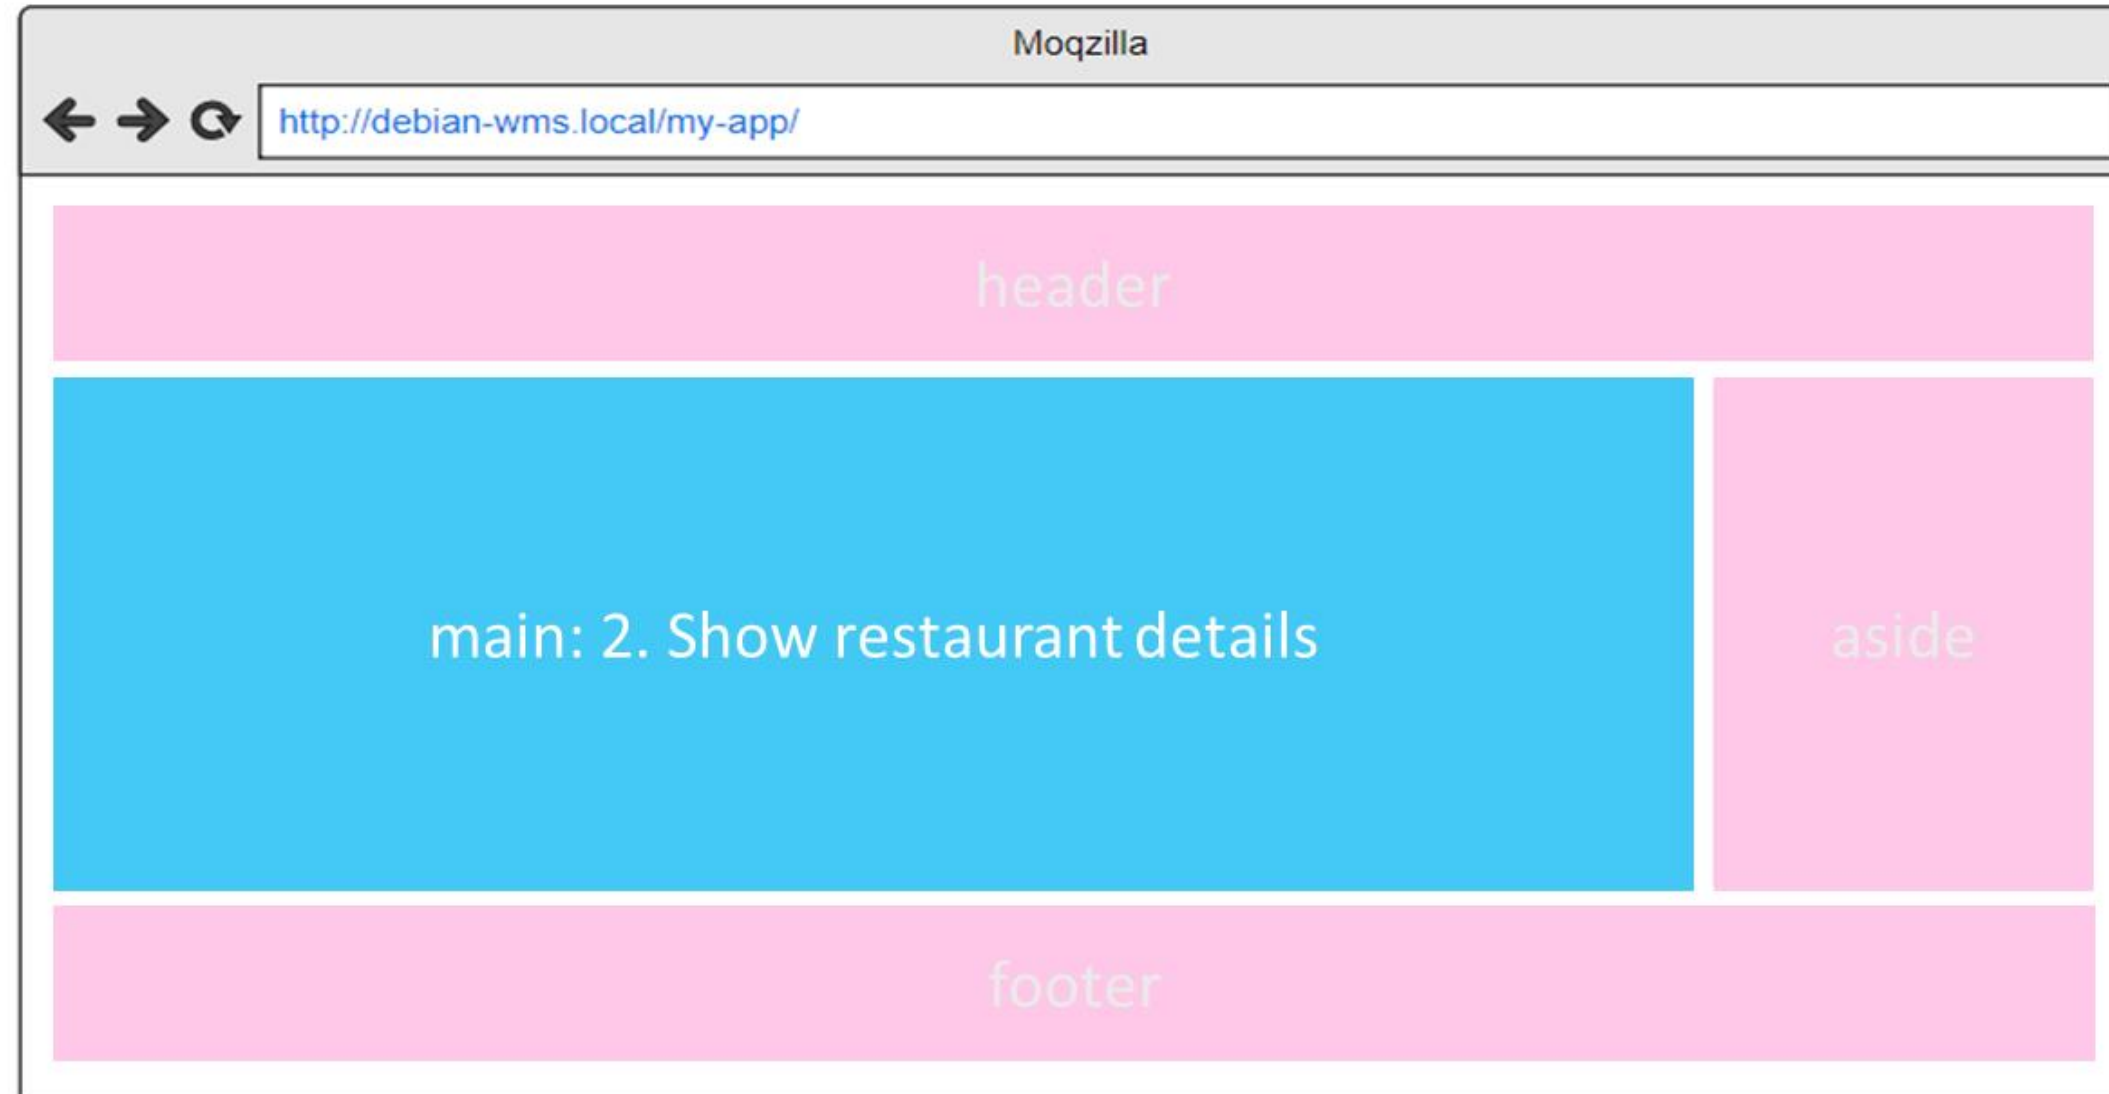 Moqzilla
http://debian-wms.local/my-app/
header
main: 2. Show restaurant details
aside
footer